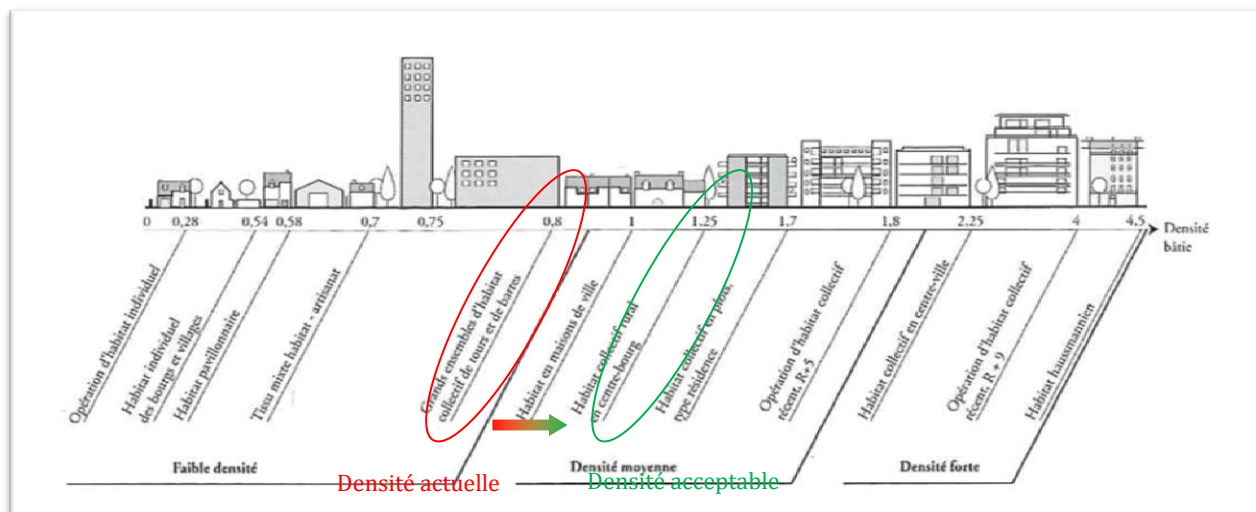 0 0,28 0,54 0,58 0,7 0,75 0,8 1 1,25 1,7 1,8 2,25 4 4,5
Densité
bâtie
Opération d'habitat individuel
Habitat individuel
des bourgs et villages
Habitat pavillonnaire
Tissu mixte habitat - artisanat
Grands ensembles d'habitat
collectif de tours et de barres
Habitat en maisons de ville
Habitat collectif rural
en centre-bourg
Habitat collectif en plots,
type résidence
Opération d'habitat collectif
récent, R+5
Habitat collectif en centre-ville
Opération d'habitat collectif
récent, R + 9
Habitat haussmannien
Faible densité
Densité moyenne
Densité forte
Densité actuelle
Densité acceptable